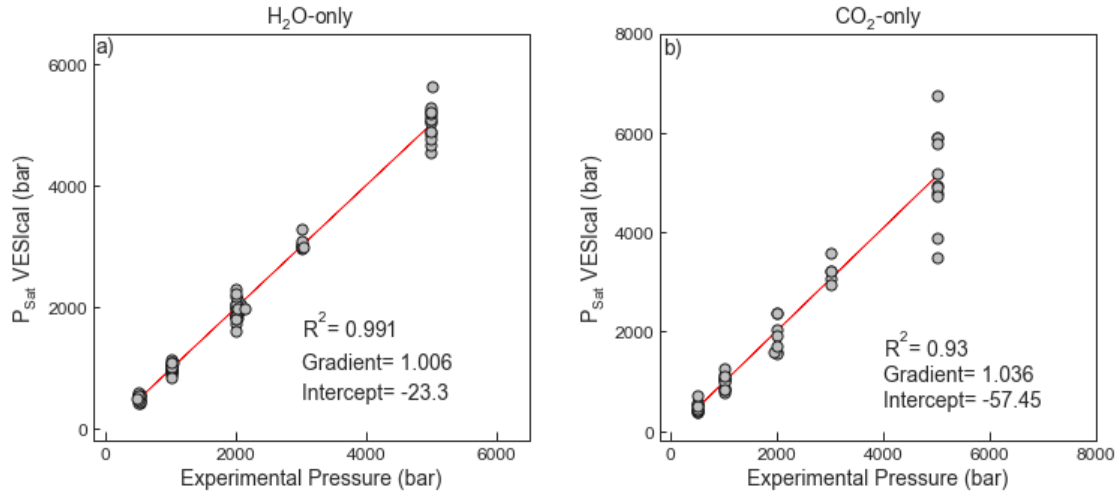 H₂O-only
a)
6000
4000
2000
0
P_Sat VESIcal (bar)
R²= 0.991
Gradient= 1.006
Intercept= -23.3
0 2000 4000 6000
Experimental Pressure (bar)
CO₂-only
b)
8000
6000
4000
2000
0
P_Sat VESIcal (bar)
R²= 0.93
Gradient= 1.036
Intercept= -57.45
0 2000 4000 6000 8000
Experimental Pressure (bar)